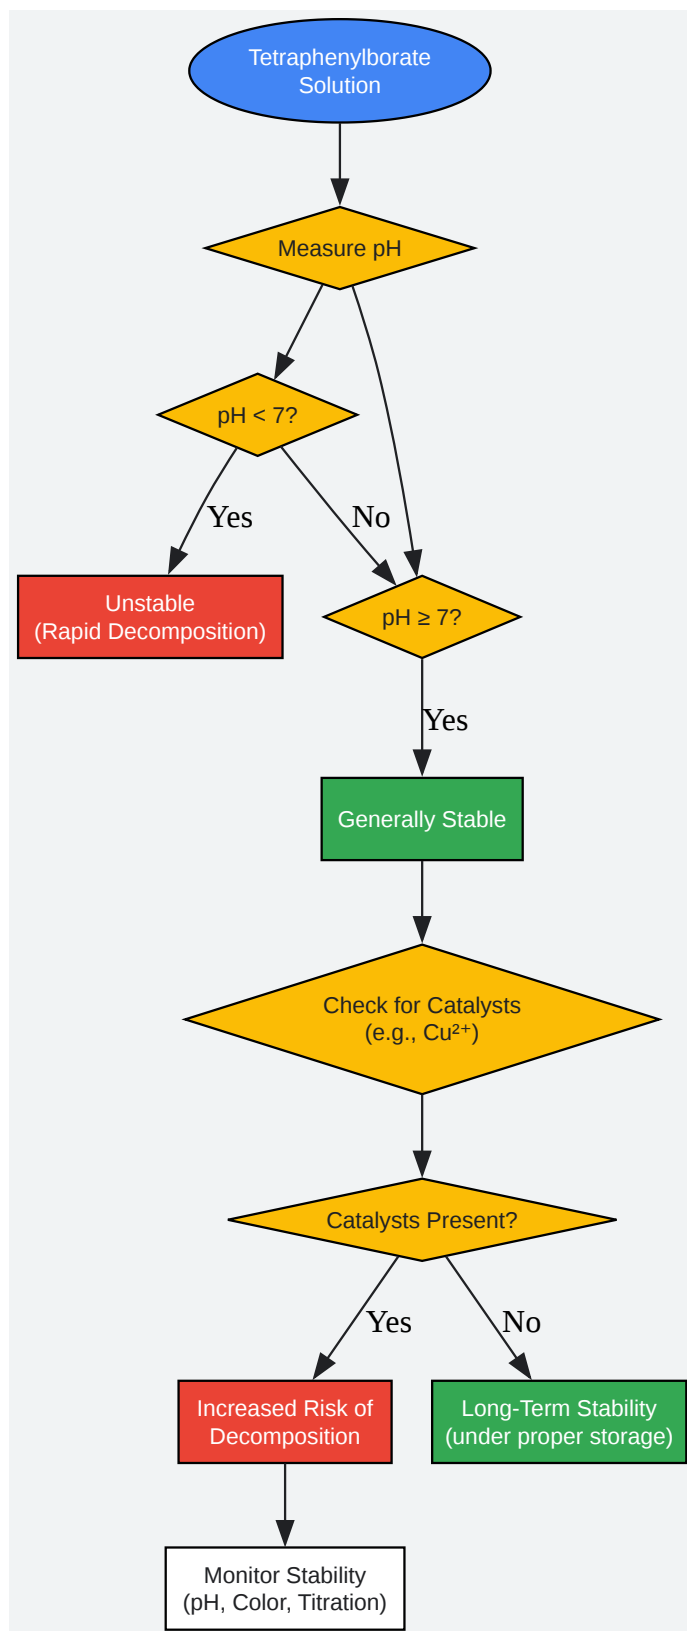 Tetraphenylborate
Solution
Measure pH
pH < 7?
Yes
No
Unstable
(Rapid Decomposition)
pH ≥ 7?
Yes
Generally Stable
Check for Catalysts
(e.g., Cu²⁺)
Catalysts Present?
Yes
No
Increased Risk of
Decomposition
Long-Term Stability
(under proper storage)
Monitor Stability
(pH, Color, Titration)